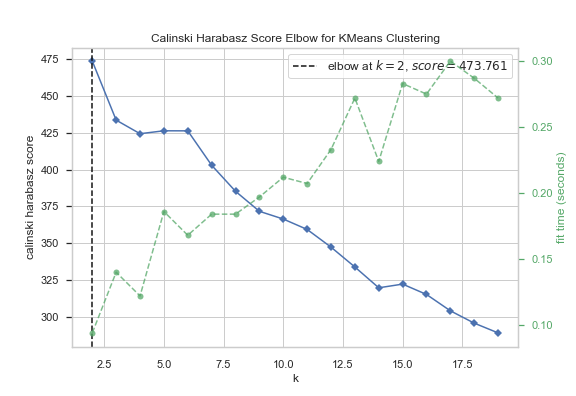 Calinski Harabasz Score Elbow for KMeans Clustering
elbow at k = 2, score = 473.761
475
450
425
400
375
350
325
300
calinski harabasz score
0.30
0.25
0.20
0.15
0.10
fit time (seconds)
2.5 5.0 7.5 10.0 12.5 15.0 17.5
k